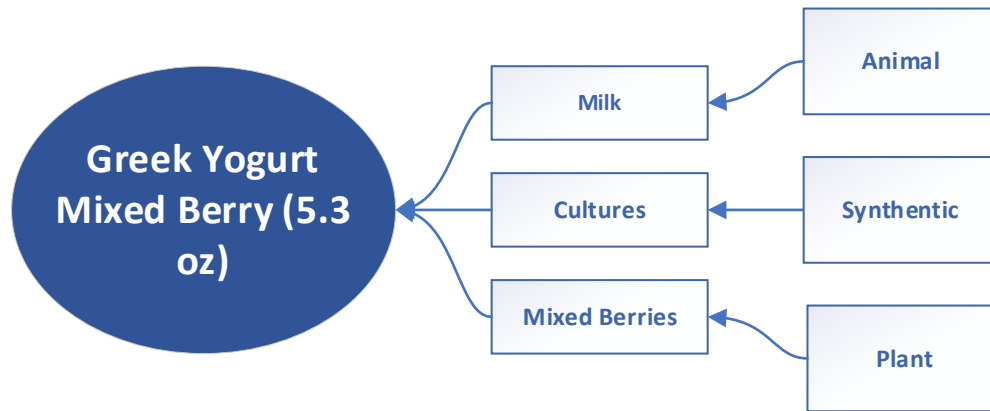 Greek Yogurt
Mixed Berry (5.3
oz)
Milk
Animal
Cultures
Synthentic
Mixed Berries
Plant